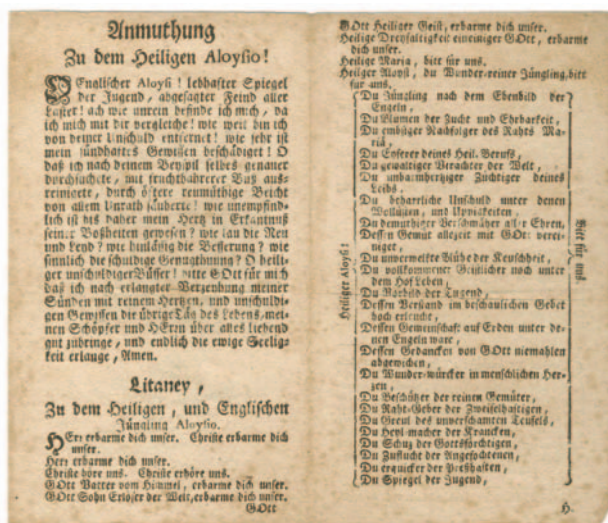 Anmuthung
Zu dem Heiligen Aloysio!
O Englischer Aloysi! lebhafter Spiegel
der Jugend, abgesagter Feind aller
Laster! ach wie unrein befinde ich mich, da
ich mich mit dir vergleiche! wie weit bin ich
von deiner Unschuld entfernet! wie sehr ist
mein sündhaftes Gewissen beschädiget! O
daß ich nach deinem Beyspil selbes genauer
durchsuchete, mit fruchtbahrerer Buß aus-
reinigete, durch öftere reumüthige Beicht
von allem Unrath säuberte! wie unempfind-
lich ist bis daher mein Hertz in Erkantnuß
seiner Boßheiten gewesen? wie lau die Reu
und Leyd? wie hinläßig die Besserung? wie
sinnlich die schuldige Genugthuung? O heili-
ger unschuldiger Büsser! bitte GOtt für mich
daß ich nach erlangter Verzeyhung meiner
Sünden mit reinem Hertzen, und unschuldi-
gen Gewissen die übrige Täg des Lebens, mei-
nen Schöpfer und HErrn über alles liebend
gut zubringe, und endlich die ewige Seelig-
keit erlange, Amen.
Litaney,
Zu dem Heiligen, und Englischen
Jüngling Aloysio.
HErr erbarme dich unser. Christe erbarme dich
unser.
Herr erbarme dich unser.
Christe höre uns. Christe erhöre uns.
GOtt Vatter vom Himmel, erbarme dich unser.
GOtt Sohn Erlöser der Welt, erbarme dich unser.
GOtt
GOtt Heiliger Geist, erbarme dich unser.
Heilige Dreyfaltigkeit eineiniger GOtt, erbarme
dich unser.
Heilige Maria, bitt für uns.
Heiliger Aloysi, du Wunder-reiner Jüngling, bitt
für uns.
Heiliger Aloysi!
Du Jüngling nach dem Ebenbild der
Engeln,
Du Blumen der Zucht und Ehrbarkeit,
Du embsiger Nachfolger des Rahts Ma-
riä,
Du Eyferer deines Heil. Berufs,
Du gewaltiger Verachter der Welt,
Du unbarmhertziger Züchtiger deines
Leibs.
Du beharrliche Unschuld unter denen
Wollüsten, und Uppigkeiten.
Du demüthiger Verschmäher aller Ehren,
Dessen Gemüt allezeit mit GOtt verei-
niget,
Du unverwelkte Blühe der Keuschheit,
Du vollkommener Geistlicher noch unter
dem Hof Leben,
Du Vorbild der Tugend,
Dessen Verstand im beschaulichen Gebet
hoch erleucht,
Dessen Gemeinschaft auf Erden unter de-
nen Engeln ware,
Dessen Gedancken von GOtt niemahlen
abgewichen,
Du Wunder-würcker in menschlichen Her-
zen,
Du Beschützer der reinen Gemüter,
Du Raht-Geber der Zweifelhaftigen,
Du Greul des unverschamten Teufels,
Du Heyl-macher der Krancken,
Du Schutz der Gottsförchtigen,
Du Zuflucht der Angefochtenen,
Du erquicker der Presthaften,
Du Spiegel der Jugend,
Bitt für uns.
H.